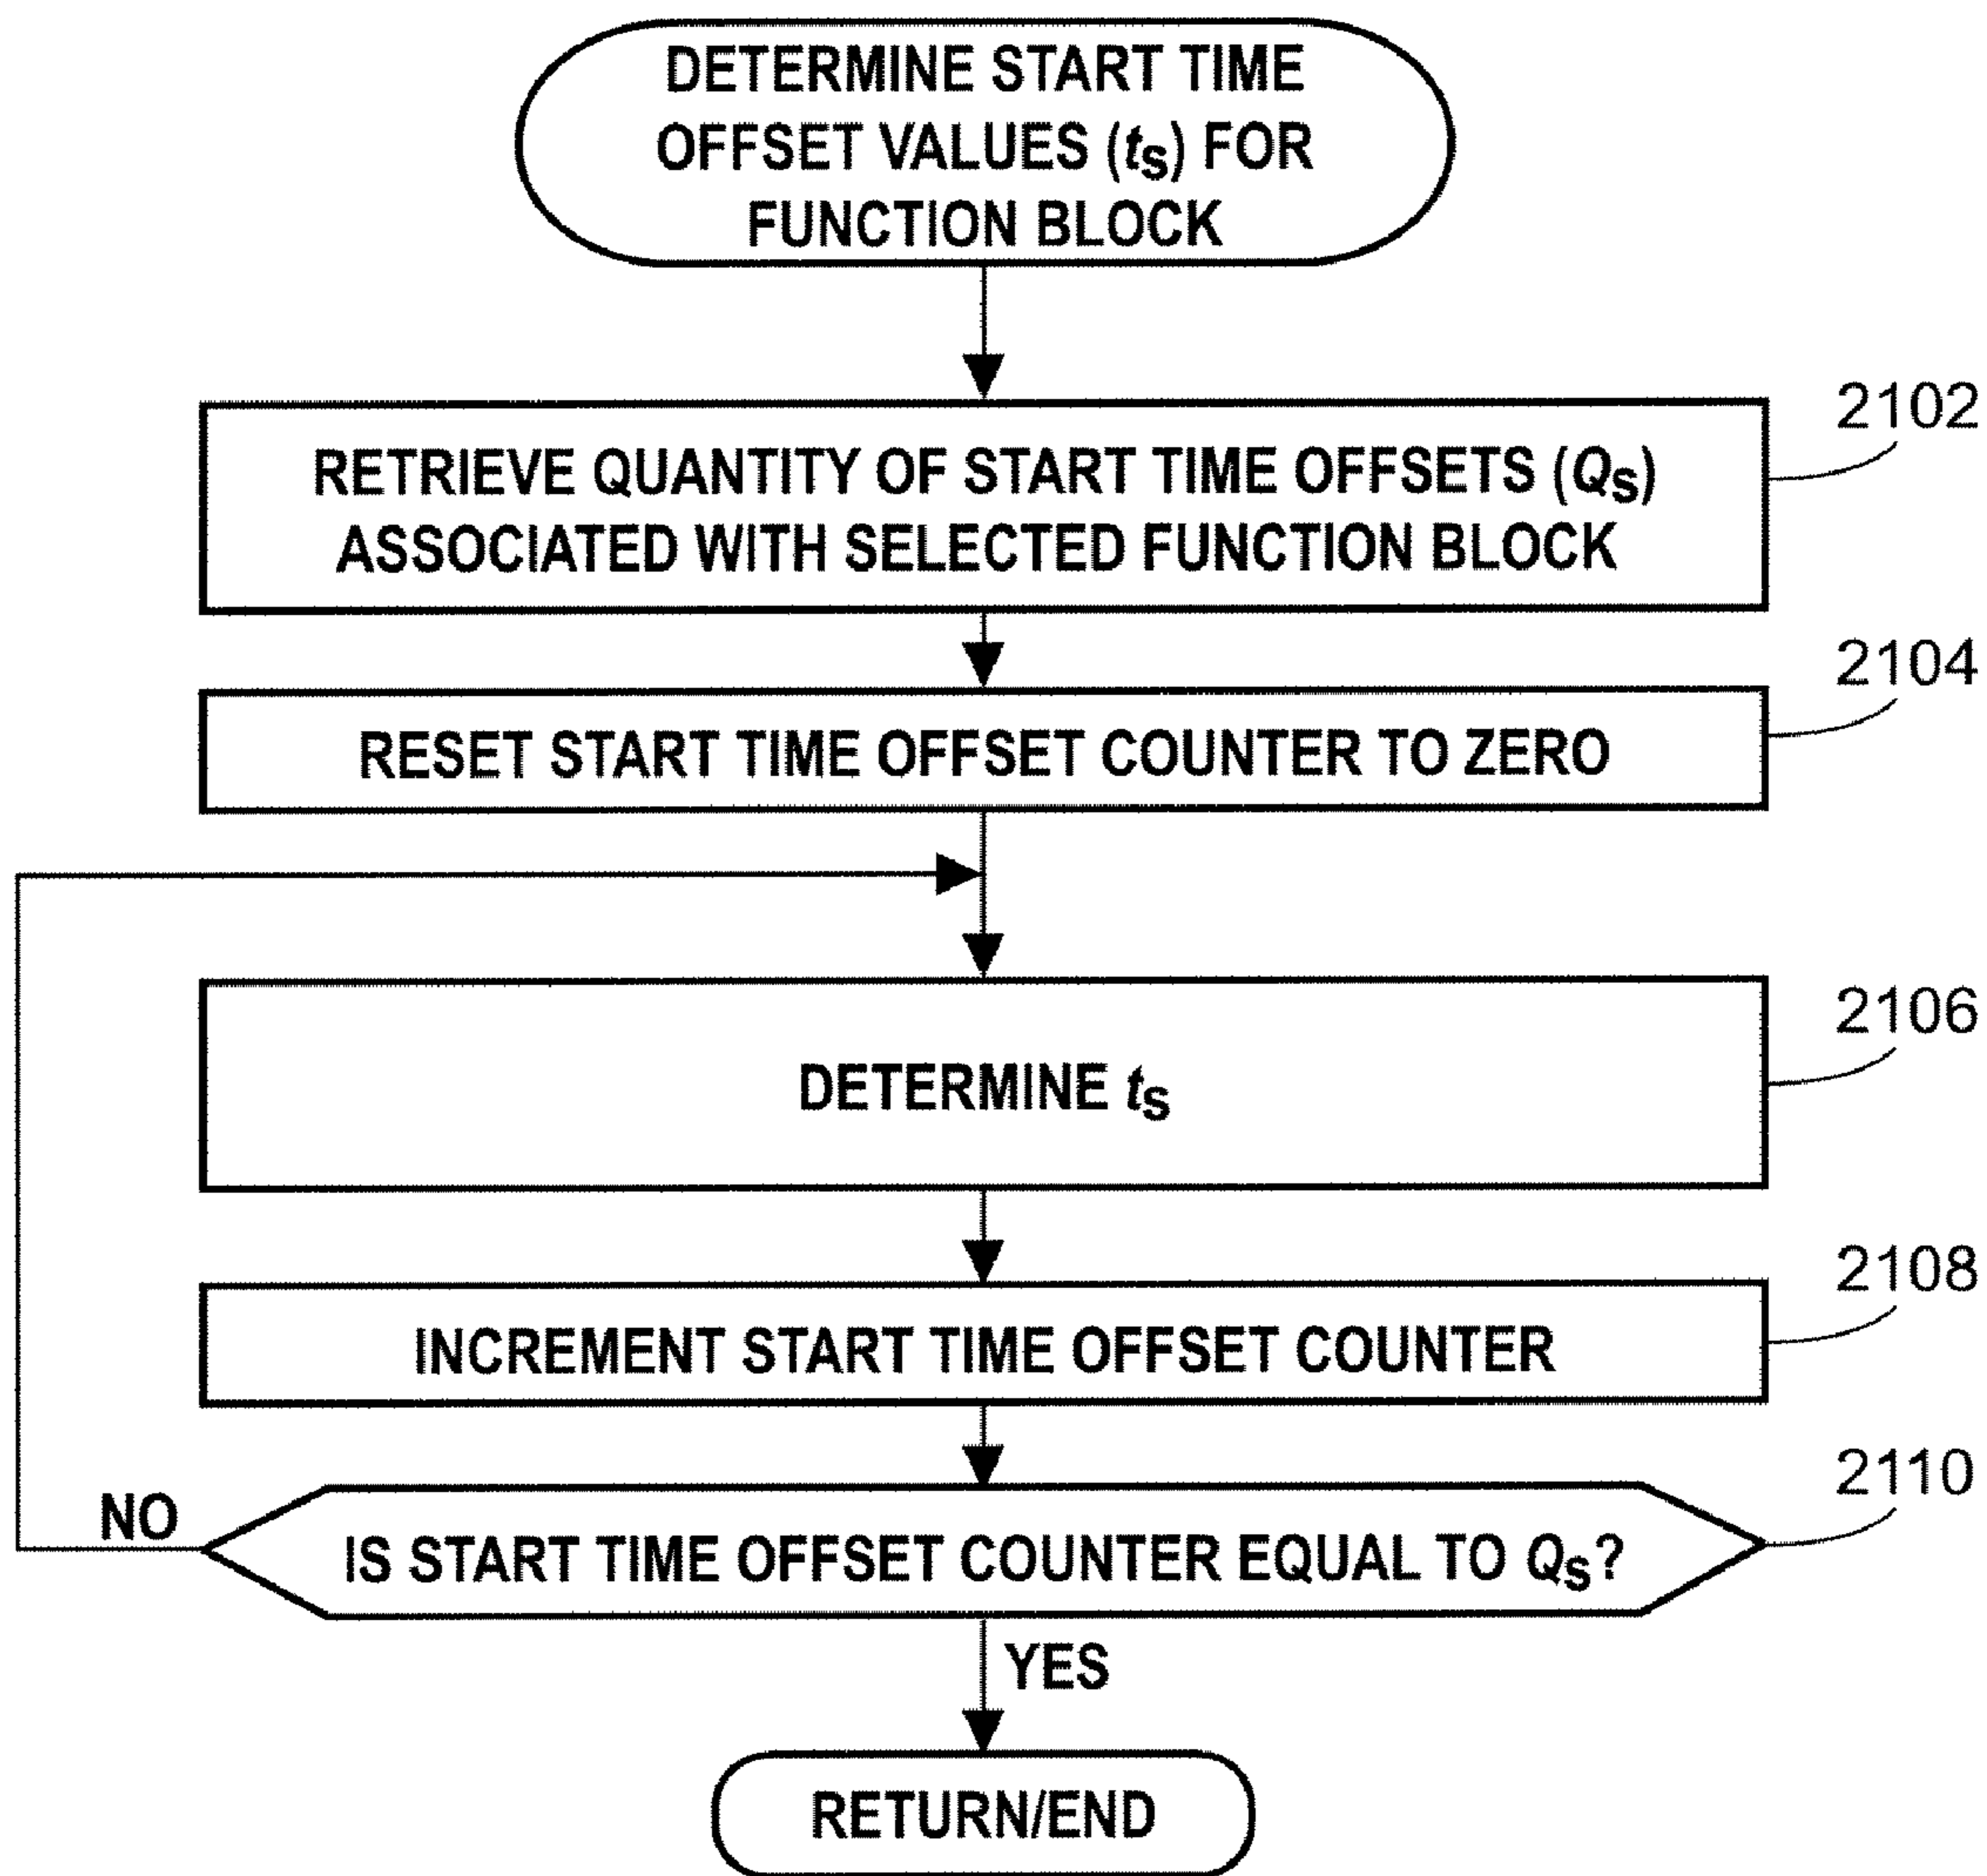 DETERMINE START TIME
OFFSET VALUES (ts) FOR
FUNCTION BLOCK
2102
RETRIEVE QUANTITY OF START TIME OFFSETS (Qs)
ASSOCIATED WITH SELECTED FUNCTION BLOCK
2104
RESET START TIME OFFSET COUNTER TO ZERO
2106
DETERMINE ts
2108
INCREMENT START TIME OFFSET COUNTER
2110
NO
IS START TIME OFFSET COUNTER EQUAL TO Qs?
YES
RETURN/END